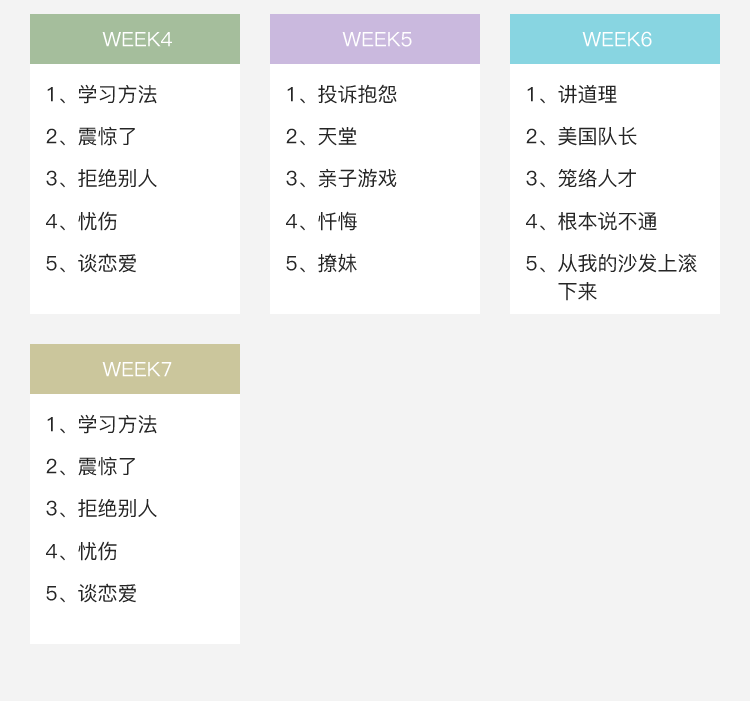 WEEK4
1、学习方法
2、震惊了
3、拒绝别人
4、忧伤
5、谈恋爱
WEEK5
1、投诉抱怨
2、天堂
3、亲子游戏
4、忏悔
5、撩妹
WEEK6
1、讲道理
2、美国队长
3、笼络人才
4、根本说不通
5、从我的沙发上滚
下来
WEEK7
1、学习方法
2、震惊了
3、拒绝别人
4、忧伤
5、谈恋爱